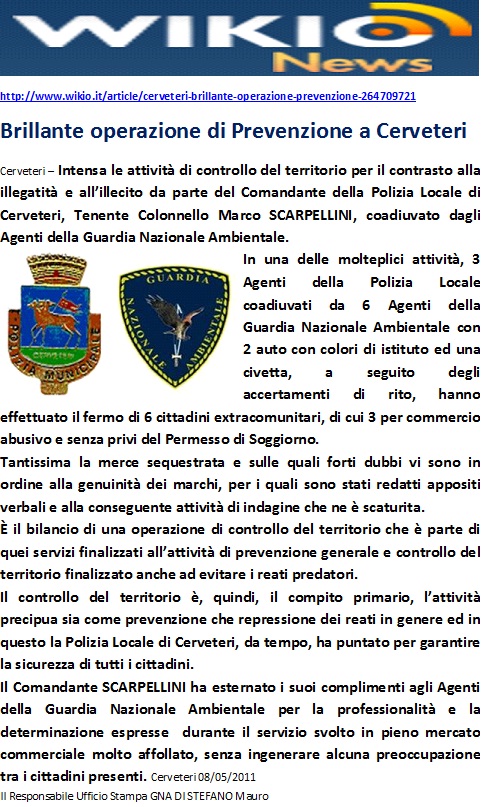 WIKIO
News
http://www.wikio.it/article/cerveteri-brillante-operazione-prevenzione-264709721
Brillante operazione di Prevenzione a Cerveteri
Cerveteri – Intensa le attività di controllo del territorio per il contrasto alla
illegatità e all’illecito da parte del Comandante della Polizia Locale di
Cerveteri, Tenente Colonnello Marco SCARPELLINI, coadiuvato dagli
Agenti della Guardia Nazionale Ambientale.
CERVETERI
POLIZIA MUNICIPALE
GUARDIA
NAZIONALE
AMBIENTALE
In una delle molteplici attività, 3
Agenti della Polizia Locale
coadiuvati da 6 Agenti della
Guardia Nazionale Ambientale con
2 auto con colori di istituto ed una
civetta, a seguito degli
accertamenti di rito, hanno
effettuato il fermo di 6 cittadini extracomunitari, di cui 3 per commercio
abusivo e senza privi del Permesso di Soggiorno.
Tantissima la merce sequestrata e sulle quali forti dubbi vi sono in
ordine alla genuinità dei marchi, per i quali sono stati redatti appositi
verbali e alla conseguente attività di indagine che ne è scaturita.
È il bilancio di una operazione di controllo del territorio che è parte di
quei servizi finalizzati all’attività di prevenzione generale e controllo del
territorio finalizzato anche ad evitare i reati predatori.
Il controllo del territorio è, quindi, il compito primario, l’attività
precipua sia come prevenzione che repressione dei reati in genere ed in
questo la Polizia Locale di Cerveteri, da tempo, ha puntato per garantire
la sicurezza di tutti i cittadini.
Il Comandante SCARPELLINI ha esternato i suoi complimenti agli Agenti
della Guardia Nazionale Ambientale per la professionalità e la
determinazione espresse durante il servizio svolto in pieno mercato
commerciale molto affollato, senza ingenerare alcuna preoccupazione
tra i cittadini presenti. Cerveteri 08/05/2011
Il Responsabile Ufficio Stampa GNA DI STEFANO Mauro